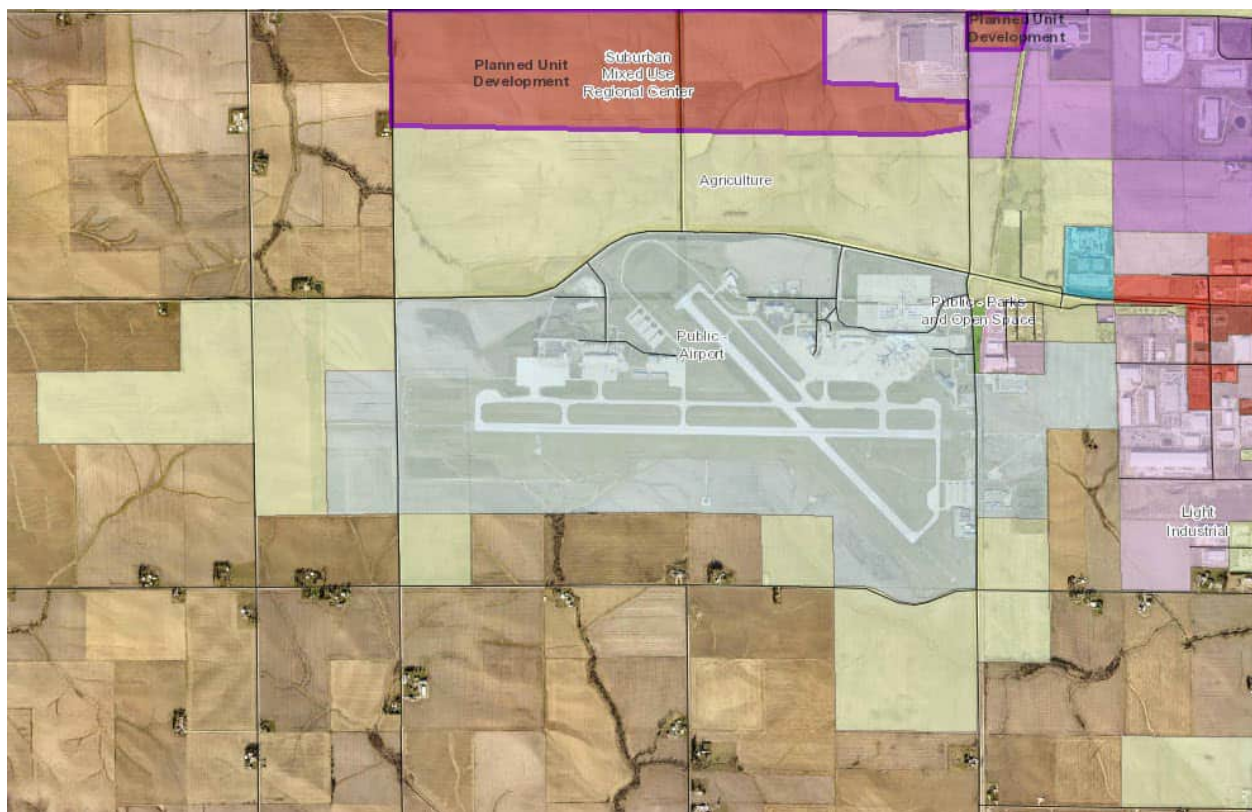 Planned Unit
Development
Planned Unit
Development
Suburban
Mixed Use
Regional Center
Agriculture
Public - Parks
and Open Space
Public -
Airport
Light
Industrial